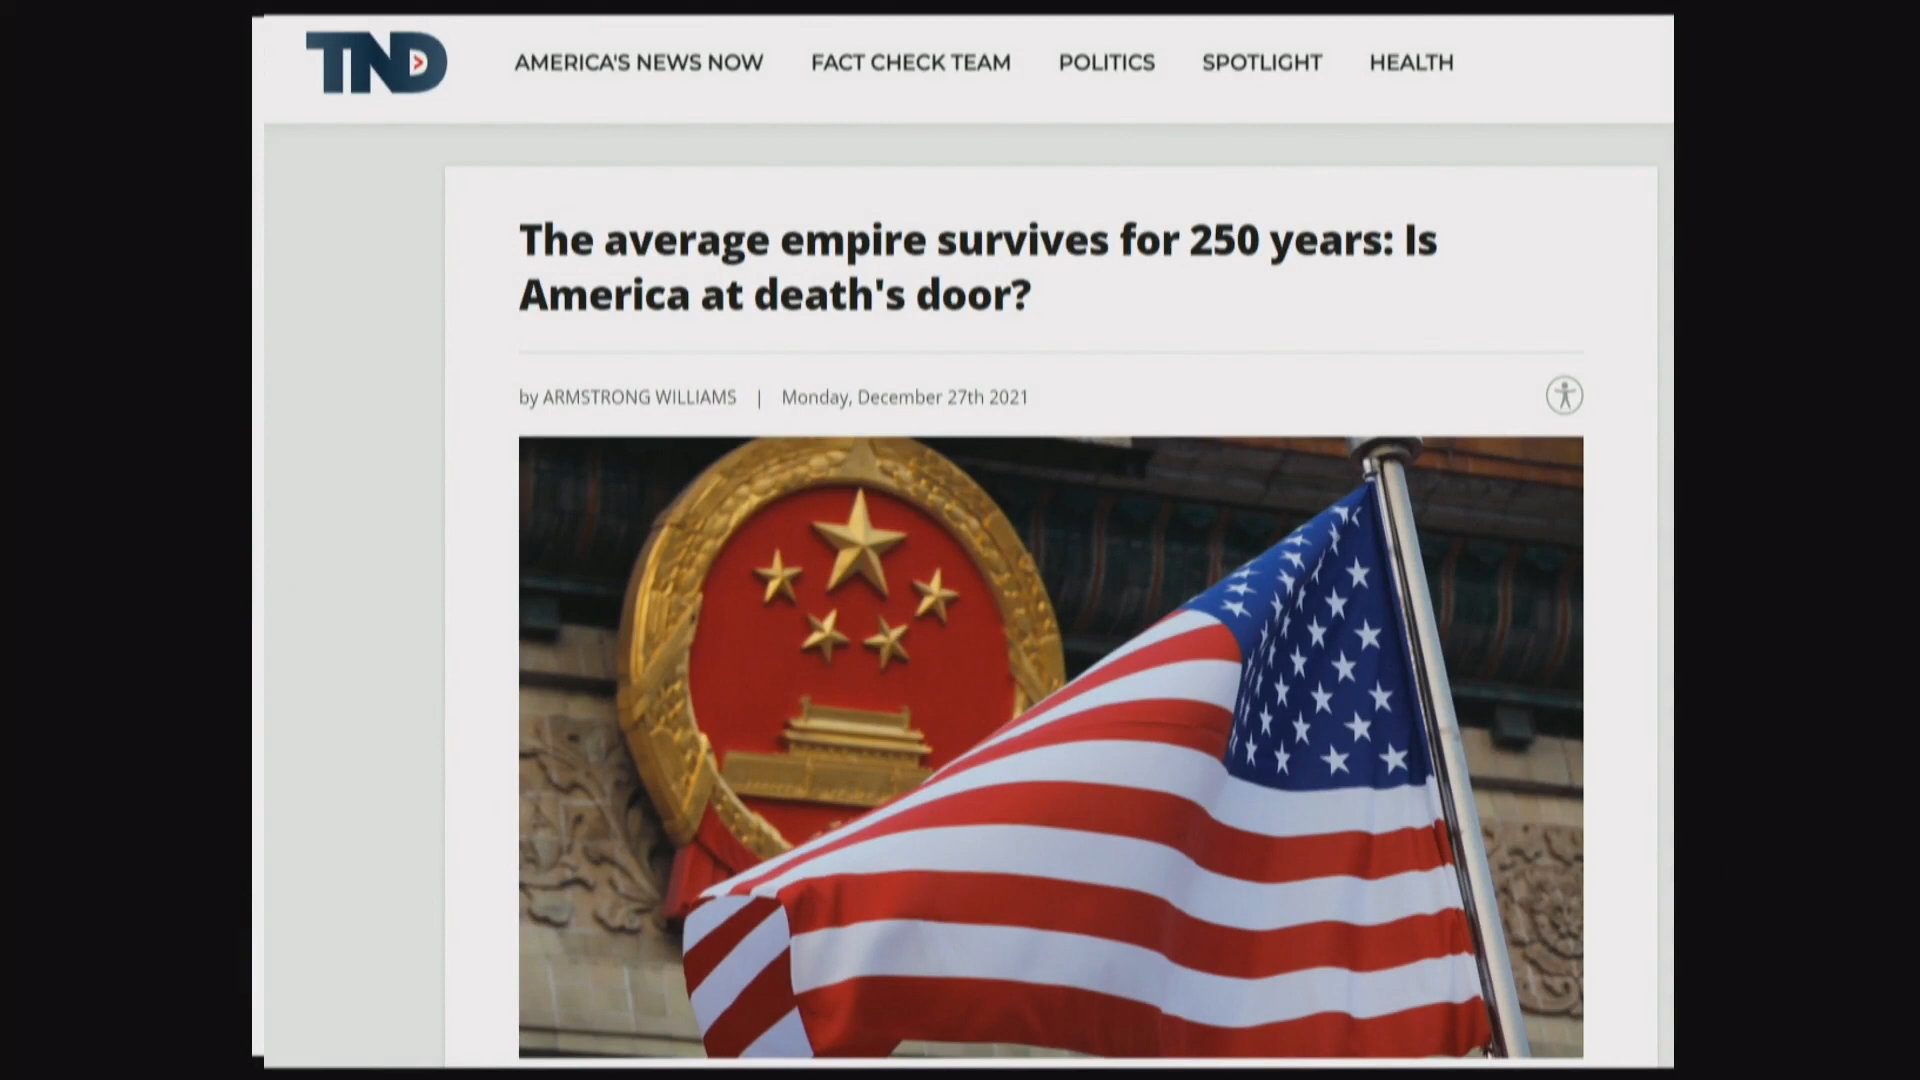 TND
AMERICA'S NEWS NOW FACT CHECK TEAM POLITICS SPOTLIGHT HEALTH
The average empire survives for 250 years: Is
America at death's door?
by ARMSTRONG WILLIAMS | Monday, December 27th 2021